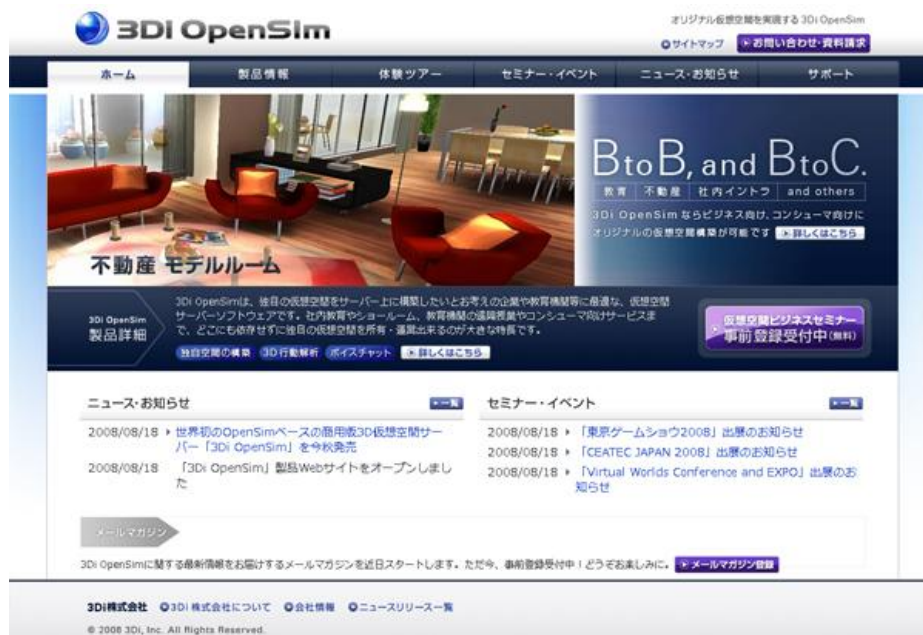 3Di OpenSim
オリジナル仮想空間を実現する 3Di OpenSim
サイトマップ
お問い合わせ・資料請求
ホーム
製品情報
体験ツアー
セミナー・イベント
ニュース・お知らせ
サポート
BtoB, and BtoC.
教育 不動産 社内イントラ and others
3Di OpenSim ならビジネス向け、コンシューマ向けに
オリジナルの仮想空間構築が可能です 詳しくはこちら
不動産 モデルルーム
3Di OpenSim
製品詳細
3Di OpenSimは、独自の仮想空間をサーバー上に構築したいとお考えの企業や教育機関等に最適な、仮想空間
サーバーソフトウェアです。社内教育やショールーム、教育機関の遠隔授業やコンシューマ向けサービスま
で、どこにも依存せずに独自の仮想空間を所有・運営出来るのが大きな特長です。
独自空間の構築 3D行動解析 ボイスチャット 詳しくはこちら
仮想空間ビジネスセミナー
事前登録受付中(無料)
ニュース・お知らせ
一覧
2008/08/18 世界初のOpenSimベースの商用版3D仮想空間サー
バー「3Di OpenSim」を今秋発売
2008/08/18 「3Di OpenSim」製品Webサイトをオープンしまし
た
セミナー・イベント
一覧
2008/08/18 「東京ゲームショウ2008」出展のお知らせ
2008/08/18 「CEATEC JAPAN 2008」出展のお知らせ
2008/08/18 「Virtual Worlds Conference and EXPO」出展のお
知らせ
メールマガジン
3Di OpenSimに関する最新情報をお届けするメールマガジンを近日スタートします。ただ今、事前登録受付中！どうぞお楽しみに。 メールマガジン登録
3Di株式会社 3Di 株式会社について 会社情報 ニュースリリース一覧
© 2008 3Di, Inc. All Rights Reserved.